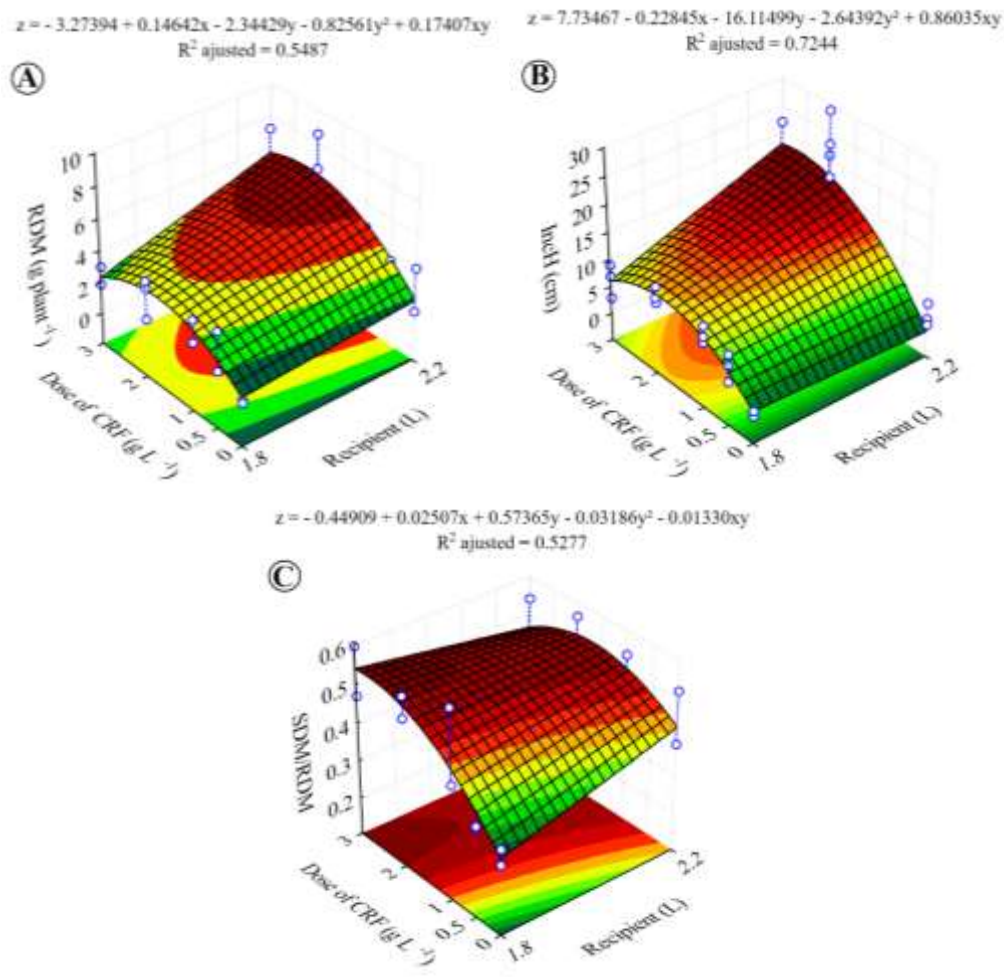 z = - 3.27394 + 0.14642x - 2.34429y - 0.82561y² + 0.17407xy
R² ajusted = 0.5487
z = 7.73467 - 0.22845x - 16.11499y - 2.64392y² + 0.86035xy
R² ajusted = 0.7244
A
B
10
8
6
4
2
0
RDM (g plant ⁻¹)
3
2
1
0.5
0
Dose of CRF (g L ⁻¹)
1.8
2.2
Recipient (L)
30
25
20
15
10
5
0
IncH (cm)
3
2
1
0.5
0
Dose of CRF (g L ⁻¹)
1.8
2.2
Recipient (L)
z = - 0.44909 + 0.02507x + 0.57365y - 0.03186y² - 0.01330xy
R² ajusted = 0.5277
C
0.6
0.5
0.4
0.3
0.2
SDM/RDM
3
2
1
0.5
0
Dose of CRF (g L ⁻¹)
1.8
2.2
Recipient (L)